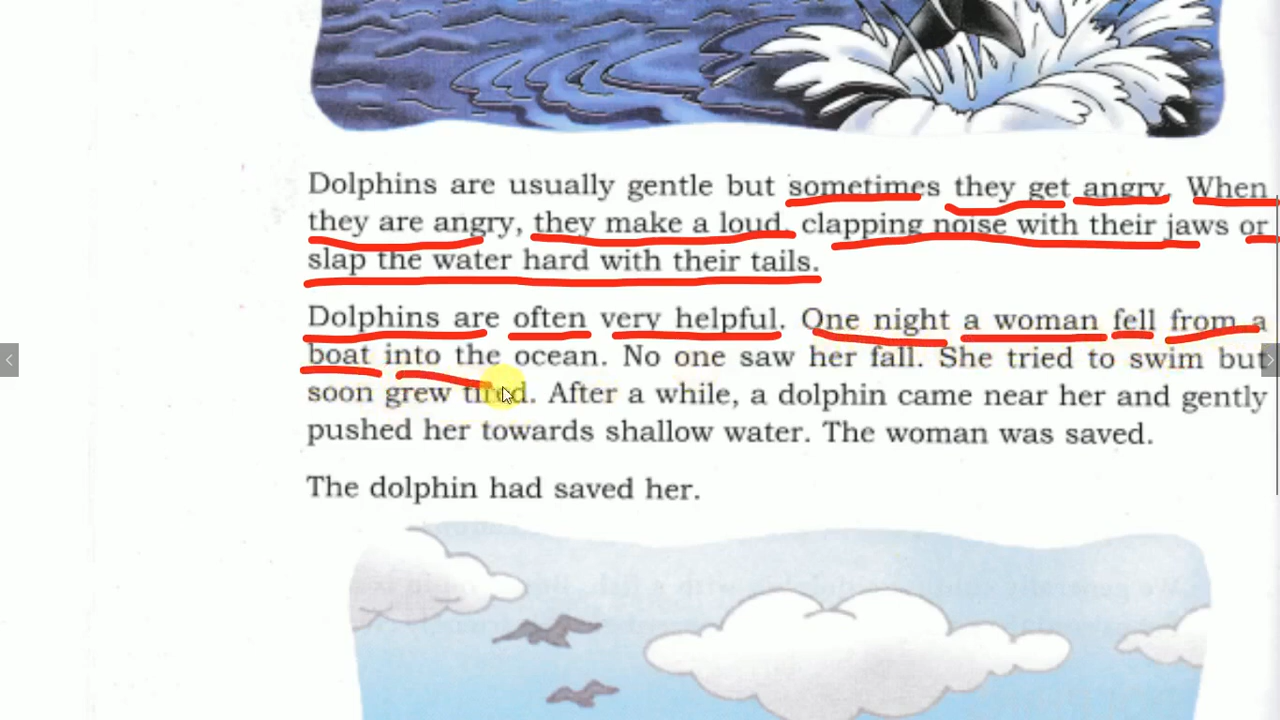 Dolphins are usually gentle but sometimes they get angry. When
they are angry, they make a loud, clapping noise with their jaws or
slap the water hard with their tails.
Dolphins are often very helpful. One night a woman fell from a
boat into the ocean. No one saw her fall. She tried to swim but
soon grew tired. After a while, a dolphin came near her and gently
pushed her towards shallow water. The woman was saved.
The dolphin had saved her.